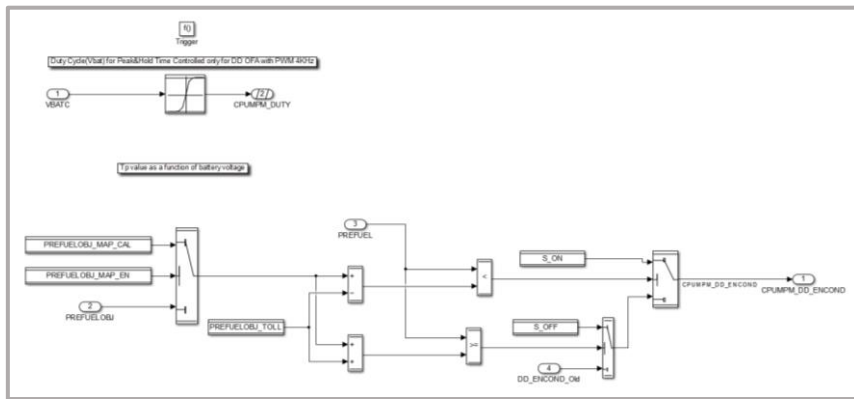 f()
Trigger
Duty Cycle(Vbat) for Peak&Hold Time Controlled only for DD OFA with PWM 4KHz
1
VBATC
2
CPUMPM_DUTY
Tp value as a function of battery voltage
3
PREFUEL
PREFUELOBJ_MAP_CAL
PREFUELOBJ_MAP_EN
2
PREFUELOBJ
PREFUELOBJ_TOLL
+
−
+
+
<
>=
S_ON
S_OFF
4
DD_ENCOND_Old
CPUMPM_DD_ENCOND
1
CPUMPM_DD_ENCOND